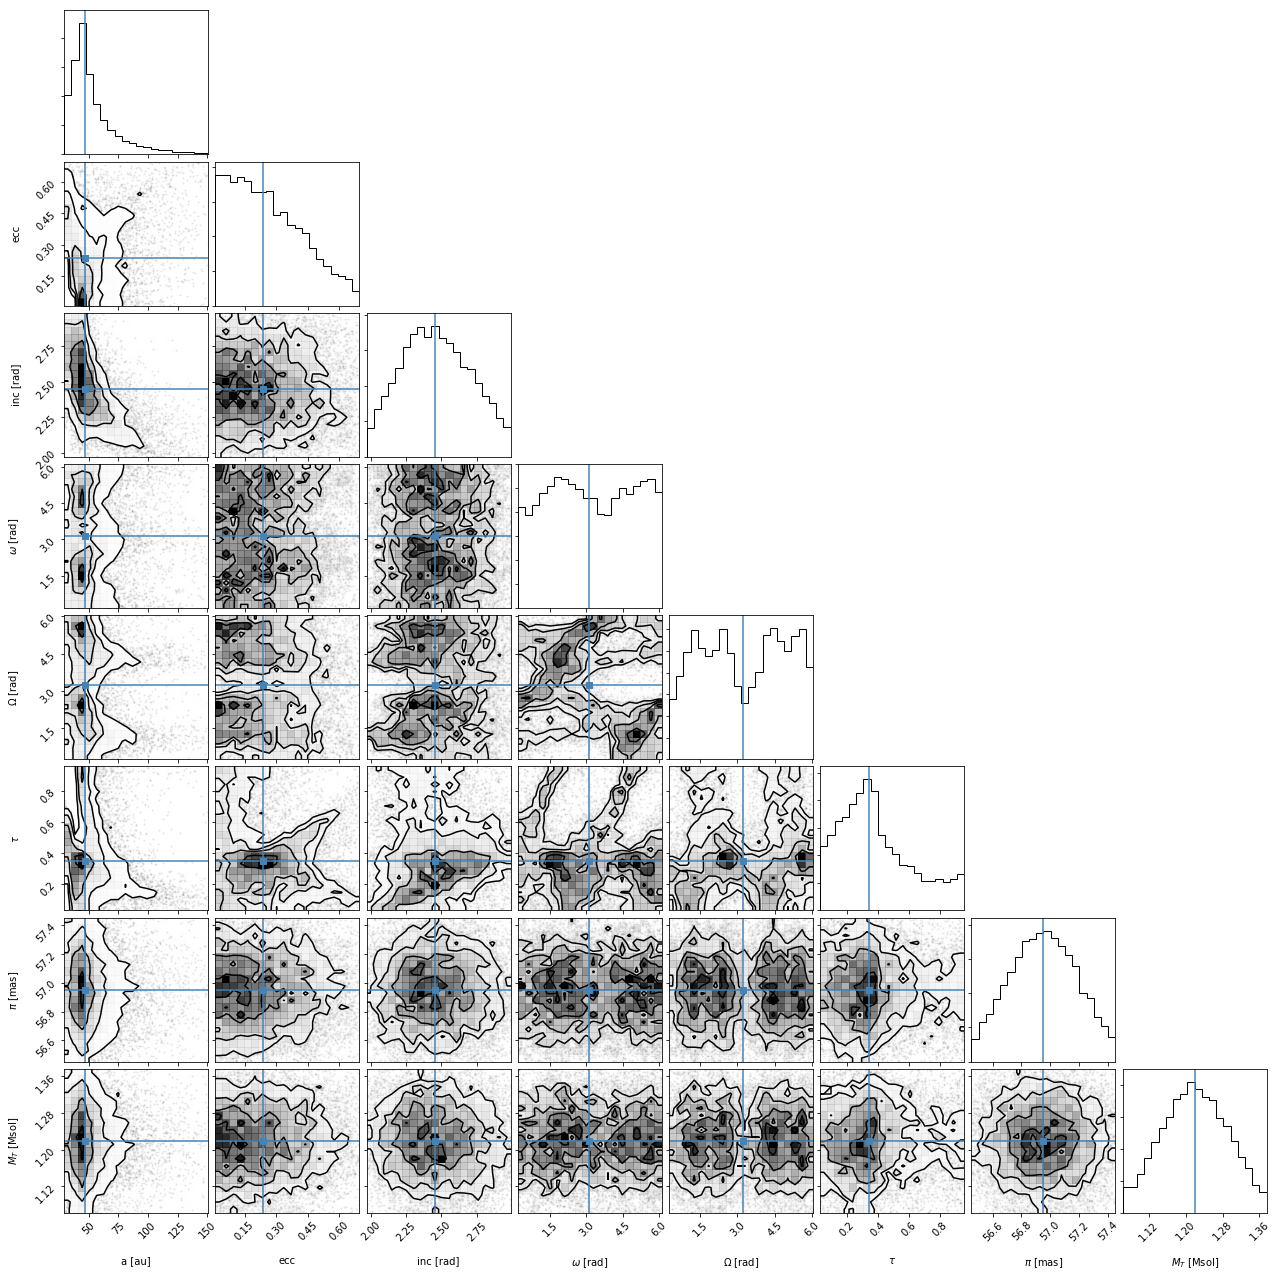 ecc
0.60
0.45
0.30
0.15
inc [rad]
2.75
2.50
2.25
2.00
ω [rad]
6.0
4.5
3.0
1.5
Ω [rad]
6.0
4.5
3.0
1.5
τ
0.8
0.6
0.4
0.2
π [mas]
57.4
57.2
57.0
56.8
56.6
M_T [Msol]
1.36
1.28
1.20
1.12
50 75 100 125 150
0.15 0.30 0.45 0.60
2.00 2.25 2.50 2.75
1.5 3.0 4.5 6.0
1.5 3.0 4.5 6.0
0.2 0.4 0.6 0.8
56.6 56.8 57.0 57.2 57.4
1.12 1.20 1.28 1.36
a [au] ecc inc [rad] ω [rad] Ω [rad] τ π [mas] M_T [Msol]